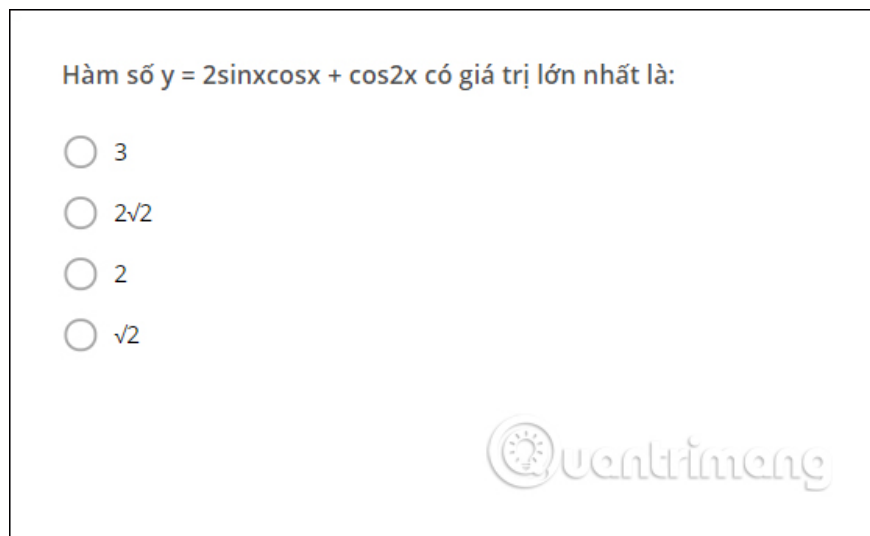 Hàm số y = 2sinxcosx + cos2x có giá trị lớn nhất là:
3
2√2
2
√2
Quantrimang